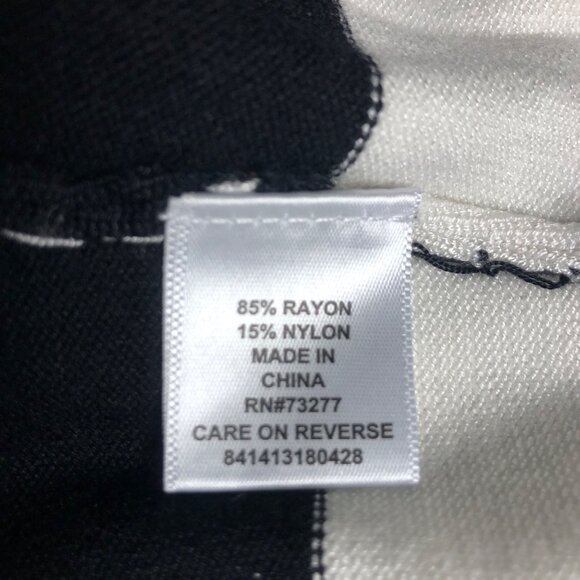 85% RAYON
15% NYLON
MADE IN
CHINA
RN#73277
CARE ON REVERSE
841413180428